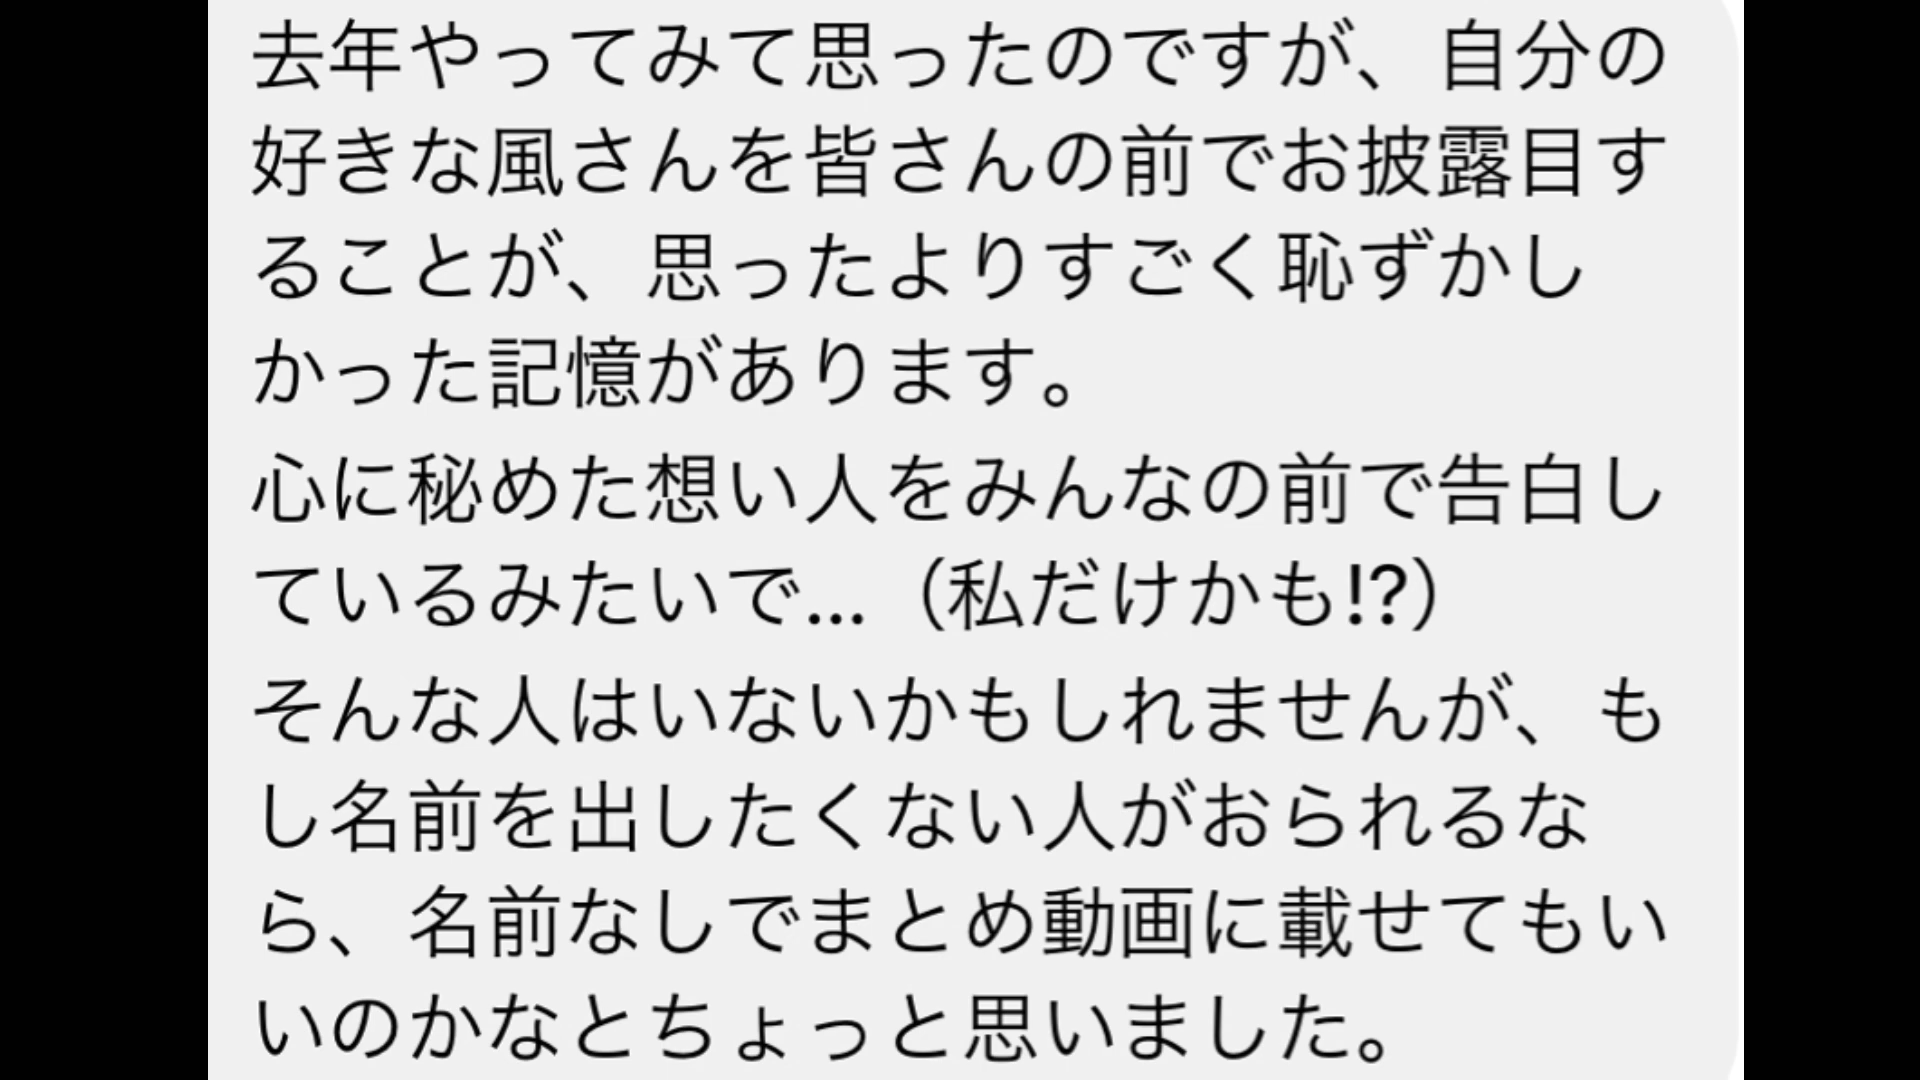 去年やってみて思ったのですが、自分の
好きな風さんを皆さんの前でお披露目す
ることが、思ったよりすごく恥ずかし
かった記憶があります。
心に秘めた想い人をみんなの前で告白し
ているみたいで...（私だけかも!?）
そんな人はいないかもしれませんが、も
し名前を出したくない人がおられるな
ら、名前なしでまとめ動画に載せてもい
いのかなとちょっと思いました。